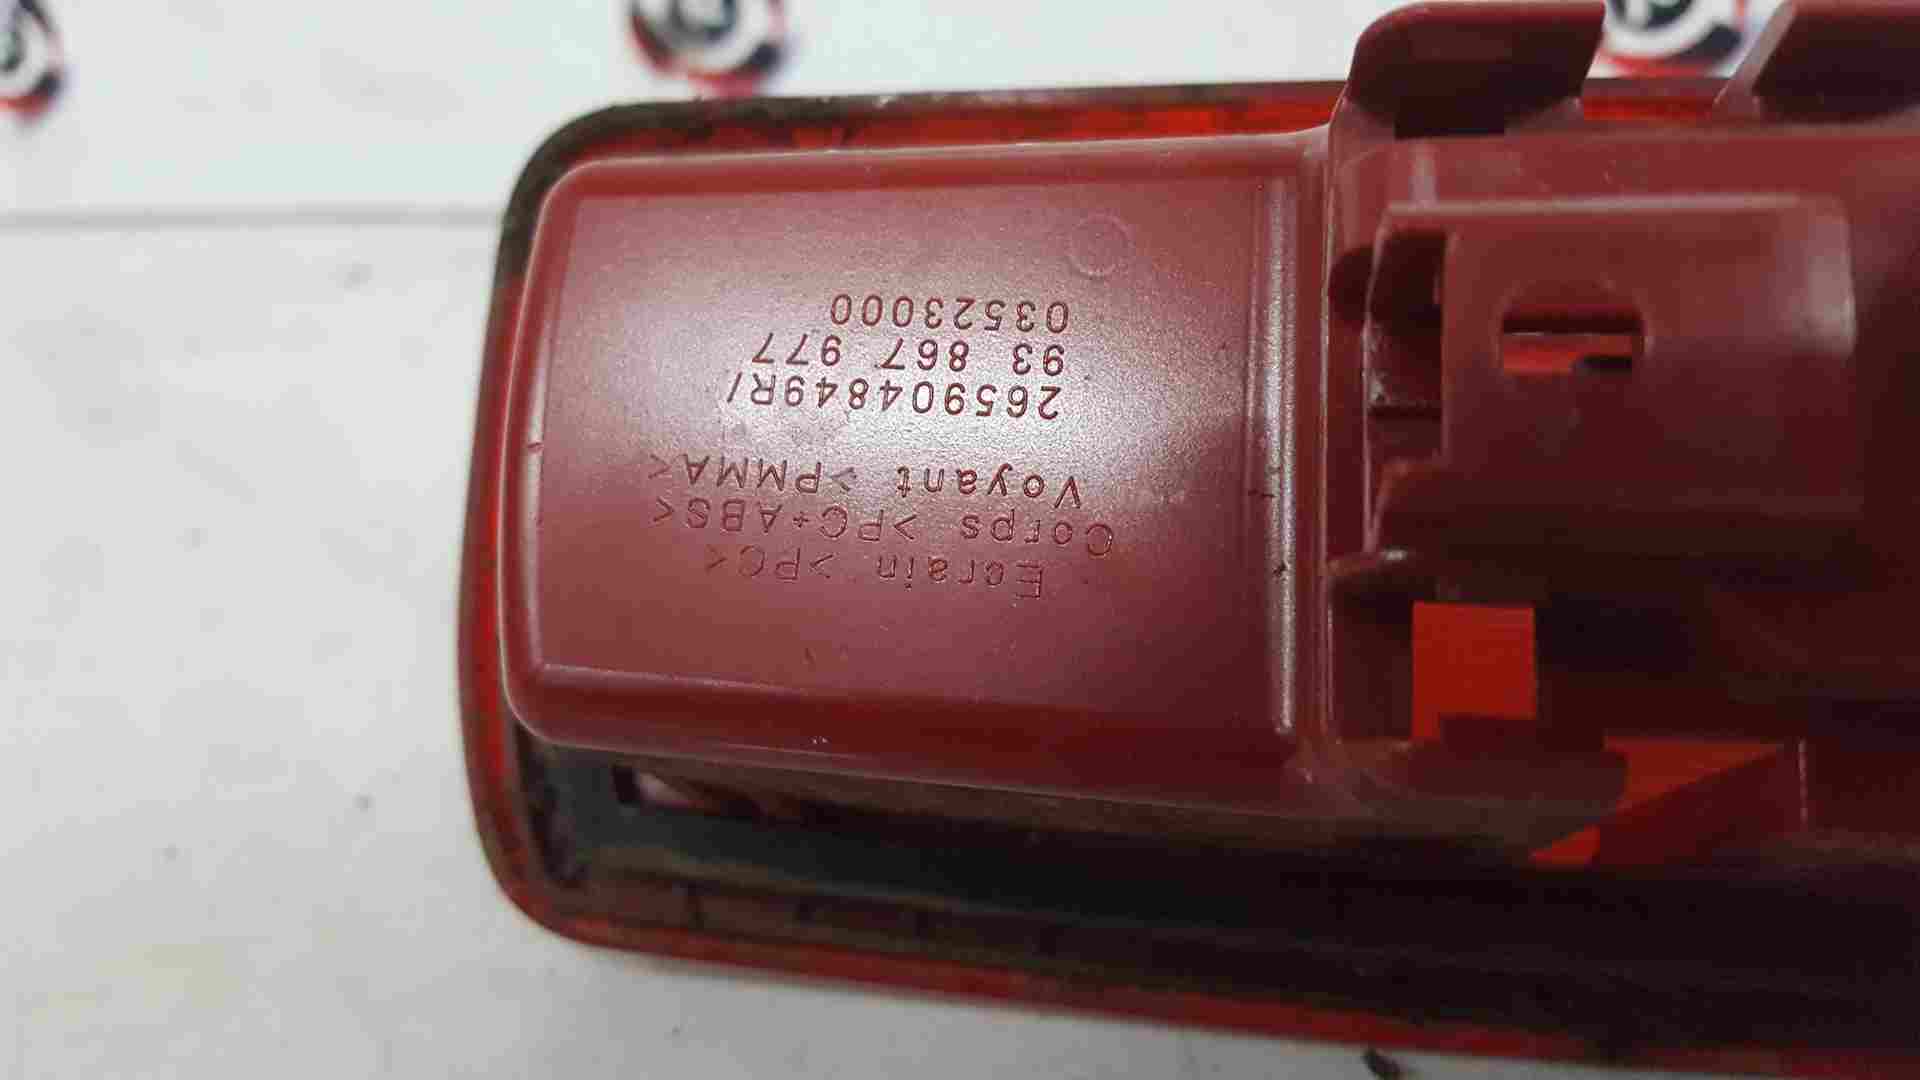 Ecrain >PC<
Corps >PC+ABS<
Voyant >PMMA<
265904849R/
93 867 977
03523000